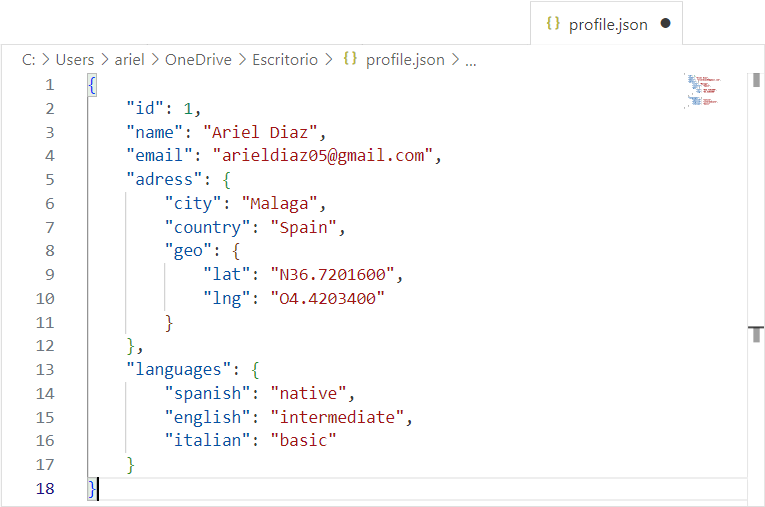 {} profile.json ●
C: > Users > ariel > OneDrive > Escritorio > {} profile.json > ...
1 {
2     "id": 1,
3     "name": "Ariel Diaz",
4     "email": "arieldiaz05@gmail.com",
5     "adress": {
6         "city": "Malaga",
7         "country": "Spain",
8         "geo": {
9             "lat": "N36.7201600",
10             "lng": "O4.4203400"
11         }
12     },
13     "languages": {
14         "spanish": "native",
15         "english": "intermediate",
16         "italian": "basic"
17     }
18 }